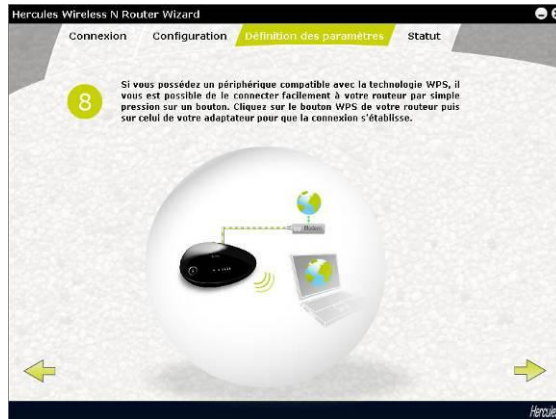 Hercules Wireless N Router Wizard
Connexion Configuration Définition des paramètres Statut
8
Si vous possédez un périphérique compatible avec la technologie WPS, il
vous est possible de le connecter facilement à votre routeur par simple
pression sur un bouton. Cliquez sur le bouton WPS de votre routeur puis
sur celui de votre adaptateur pour que la connexion s'établisse.
Modem